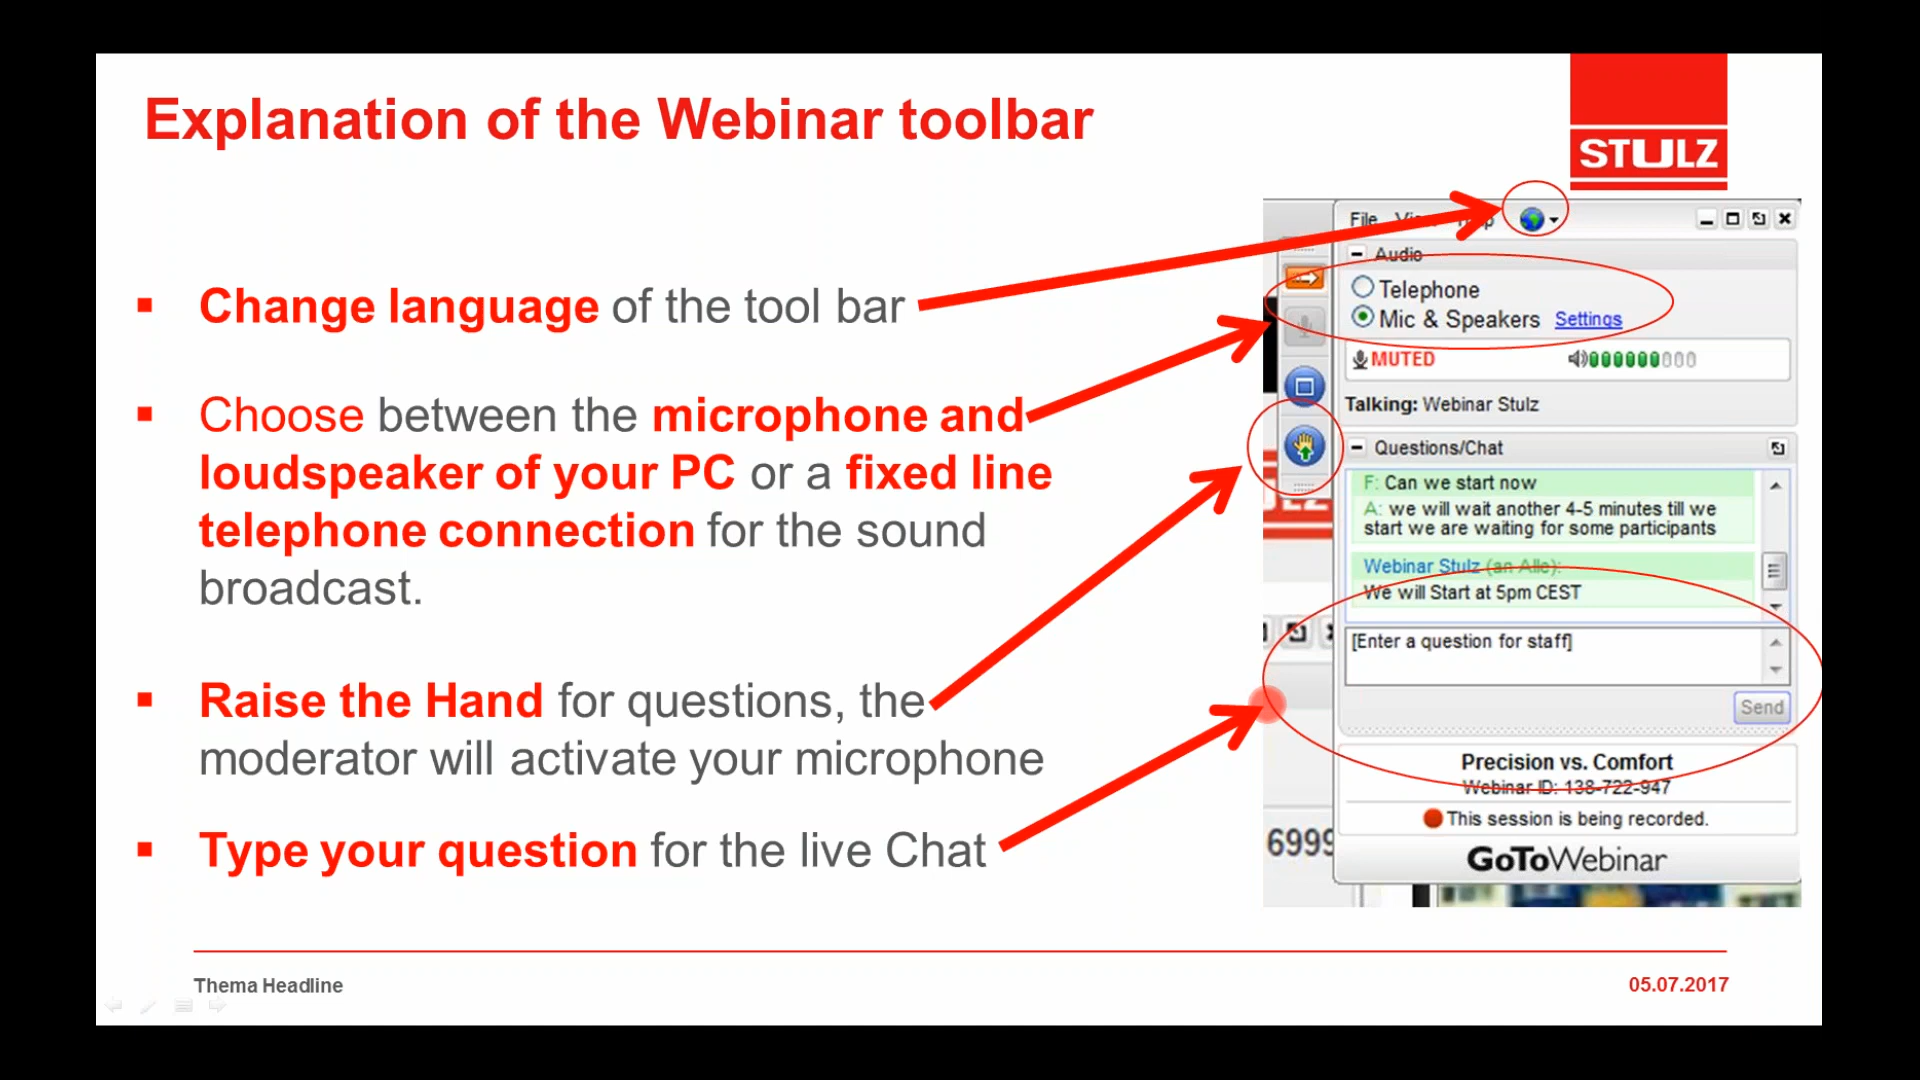 Explanation of the Webinar toolbar
STULZ
▪ Change language of the tool bar
▪ Choose between the microphone and
loudspeaker of your PC or a fixed line
telephone connection for the sound
broadcast.
▪ Raise the Hand for questions, the
moderator will activate your microphone
▪ Type your question for the live Chat
File
Audio
Telephone
Mic & Speakers Settings
MUTED
Talking: Webinar Stulz
Questions/Chat
F: Can we start now
A: we will wait another 4-5 minutes till we
start we are waiting for some participants
Webinar Stulz (an Alle):
We will Start at 5pm CEST
[Enter a question for staff]
Send
Precision vs. Comfort
Webinar ID: 138-722-947
This session is being recorded.
6999
GoToWebinar
Thema Headline
05.07.2017